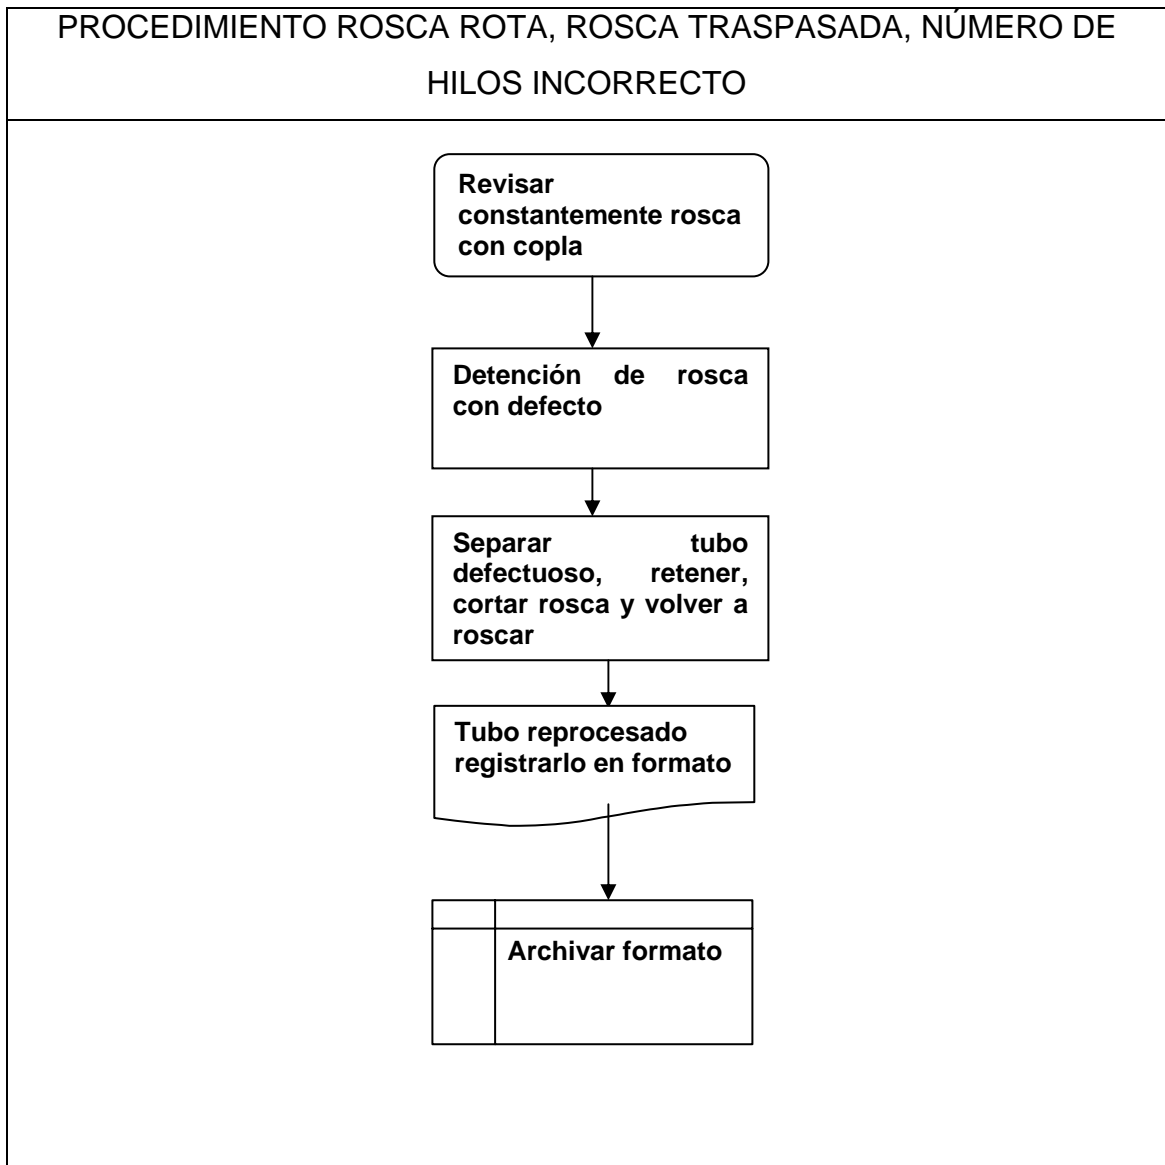 PROCEDIMIENTO ROSCA ROTA, ROSCA TRASPASADA, NÚMERO DE
HILOS INCORRECTO
Revisar
constantemente rosca
con copla
Detención de rosca
con defecto
Separar tubo
defectuoso, retener,
cortar rosca y volver a
roscar
Tubo reprocesado
registrarlo en formato
Archivar formato